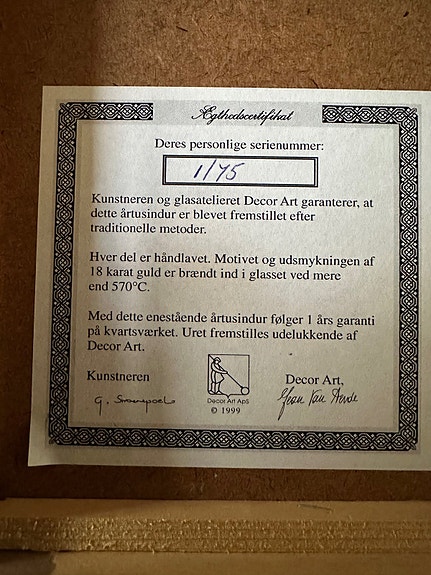 Ægthedscertifikat
Deres personlige serienummer:
1/75
Kunstneren og glasatelieret Decor Art garanterer, at
dette årtusindur er blevet fremstillet efter
traditionelle metoder.
Hver del er håndlavet. Motivet og udsmykningen af
18 karat guld er brændt ind i glasset ved mere
end 570°C.
Med dette enestående årtusindur følger 1 års garanti
på kvartsværket. Uret fremstilles udelukkende af
Decor Art.
Kunstneren
Decor Art,
G.
Decor Art ApS
© 1999